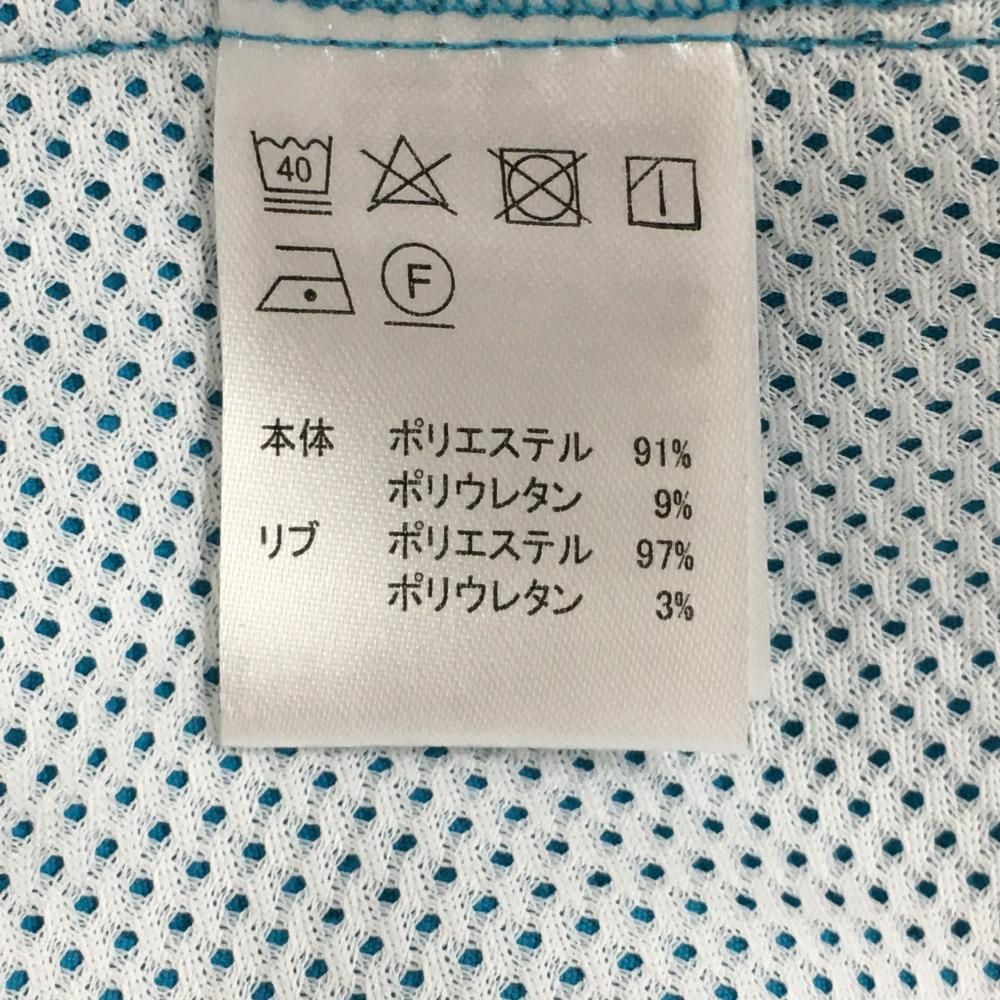 40
F
本体 ポリエステル 91%
ポリウレタン 9%
リブ ポリエステル 97%
ポリウレタン 3%